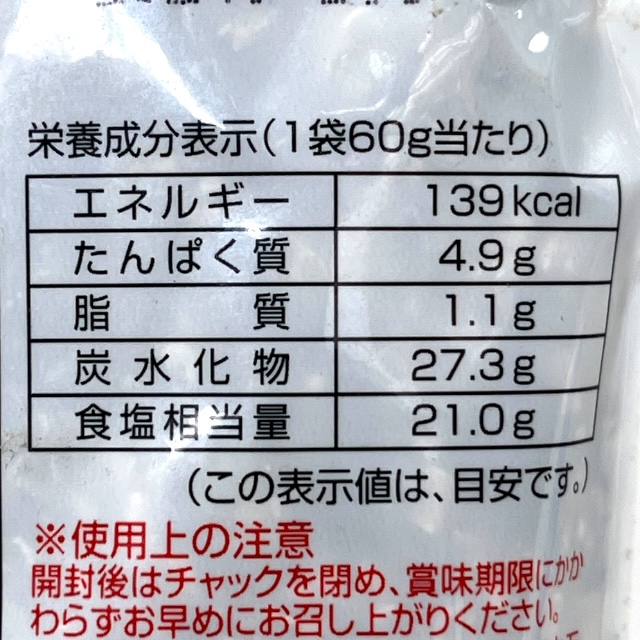 栄養成分表示(1袋60g当たり)
エネルギー 139kcal
たんぱく質 4.9g
脂質 1.1g
炭水化物 27.3g
食塩相当量 21.0g
(この表示値は、目安です。)
※使用上の注意
開封後はチャックを閉め、賞味期限にかか
わらずお早めにお召し上がりください。